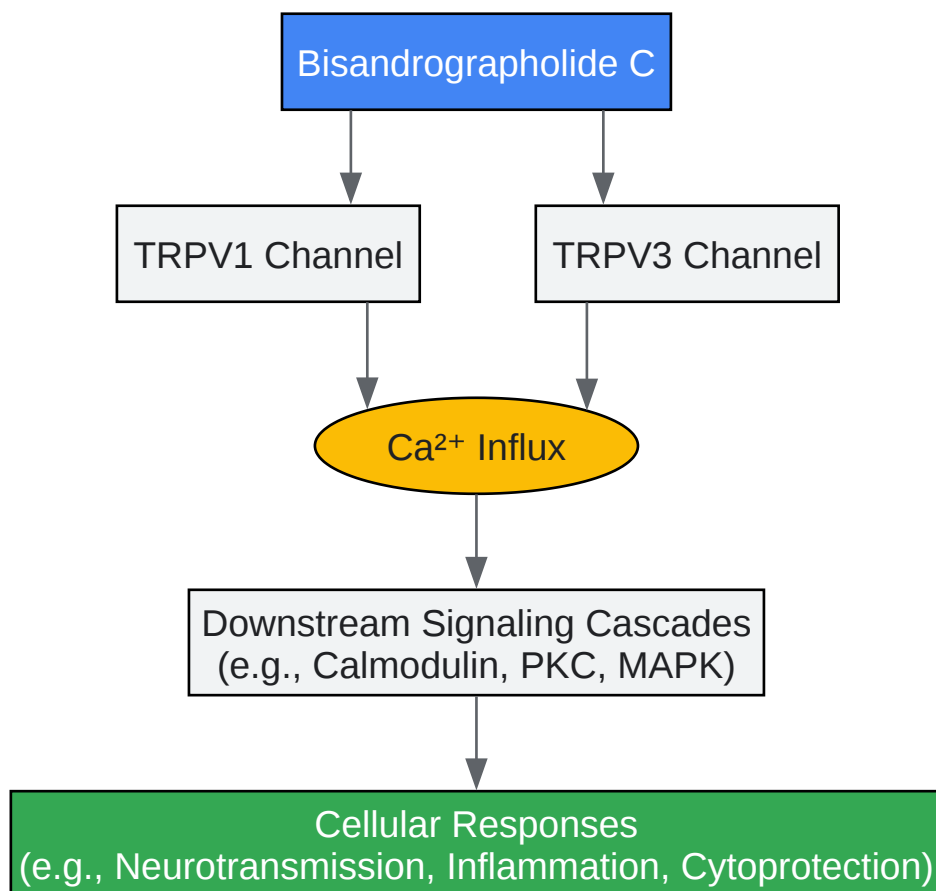 Bisandrographolide C
TRPV1 Channel
TRPV3 Channel
Ca²⁺ Influx
Downstream Signaling Cascades
(e.g., Calmodulin, PKC, MAPK)
Cellular Responses
(e.g., Neurotransmission, Inflammation, Cytoprotection)